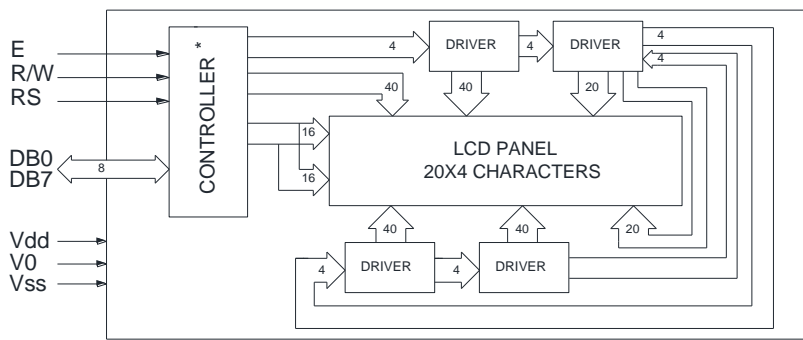 E
R/W
RS
DB0
DB7
8
Vdd
V0
Vss
CONTROLLER *
4
DRIVER
4
DRIVER
4
4
40
40
20
16
16
LCD PANEL
20X4 CHARACTERS
40
40
20
4
DRIVER
4
DRIVER